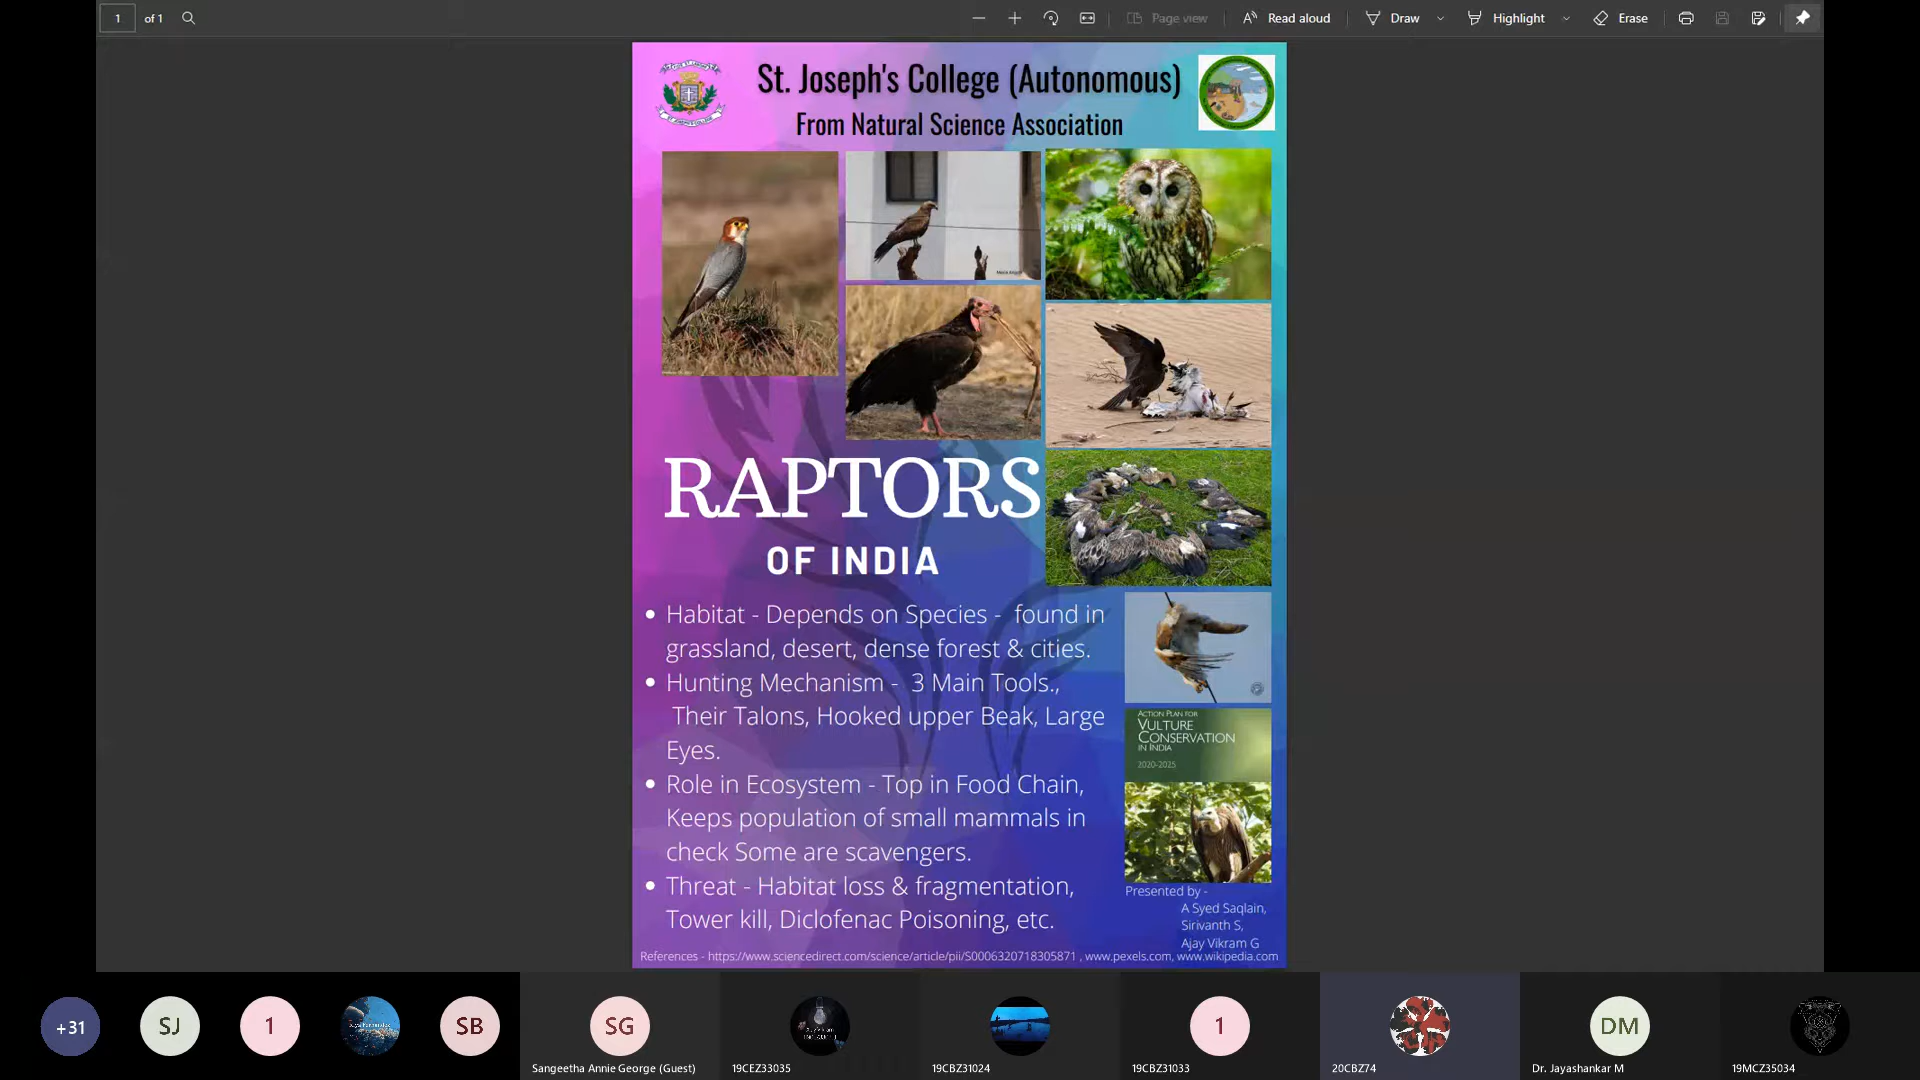 1 of 1 Page view Read aloud Draw Highlight Erase
St. Joseph's College (Autonomous)
From Natural Science Association
RAPTORS
OF INDIA
• Habitat - Depends on Species - found in
grassland, desert, dense forest & cities.
• Hunting Mechanism - 3 Main Tools.,
Their Talons, Hooked upper Beak, Large
Eyes.
• Role in Ecosystem - Top in Food Chain,
Keeps population of small mammals in
check Some are scavengers.
• Threat - Habitat loss & fragmentation,
Tower kill, Diclofenac Poisoning, etc.
ACTION PLAN FOR
VULTURE
CONSERVATION
IN INDIA
2020-2025
Presented by -
A Syed Saqlain,
Sirivanth S,
Ajay Vikram G
References - https://www.sciencedirect.com/science/article/pii/S0006320718305871 , www.pexels.com, www.wikipedia.com
+31 SJ 1 SB SG 1 DM
Sangeetha Annie George (Guest) 19CEZ33035 19CBZ31024 19CBZ31033 20CBZ74 Dr. Jayashankar M 19MCZ35034